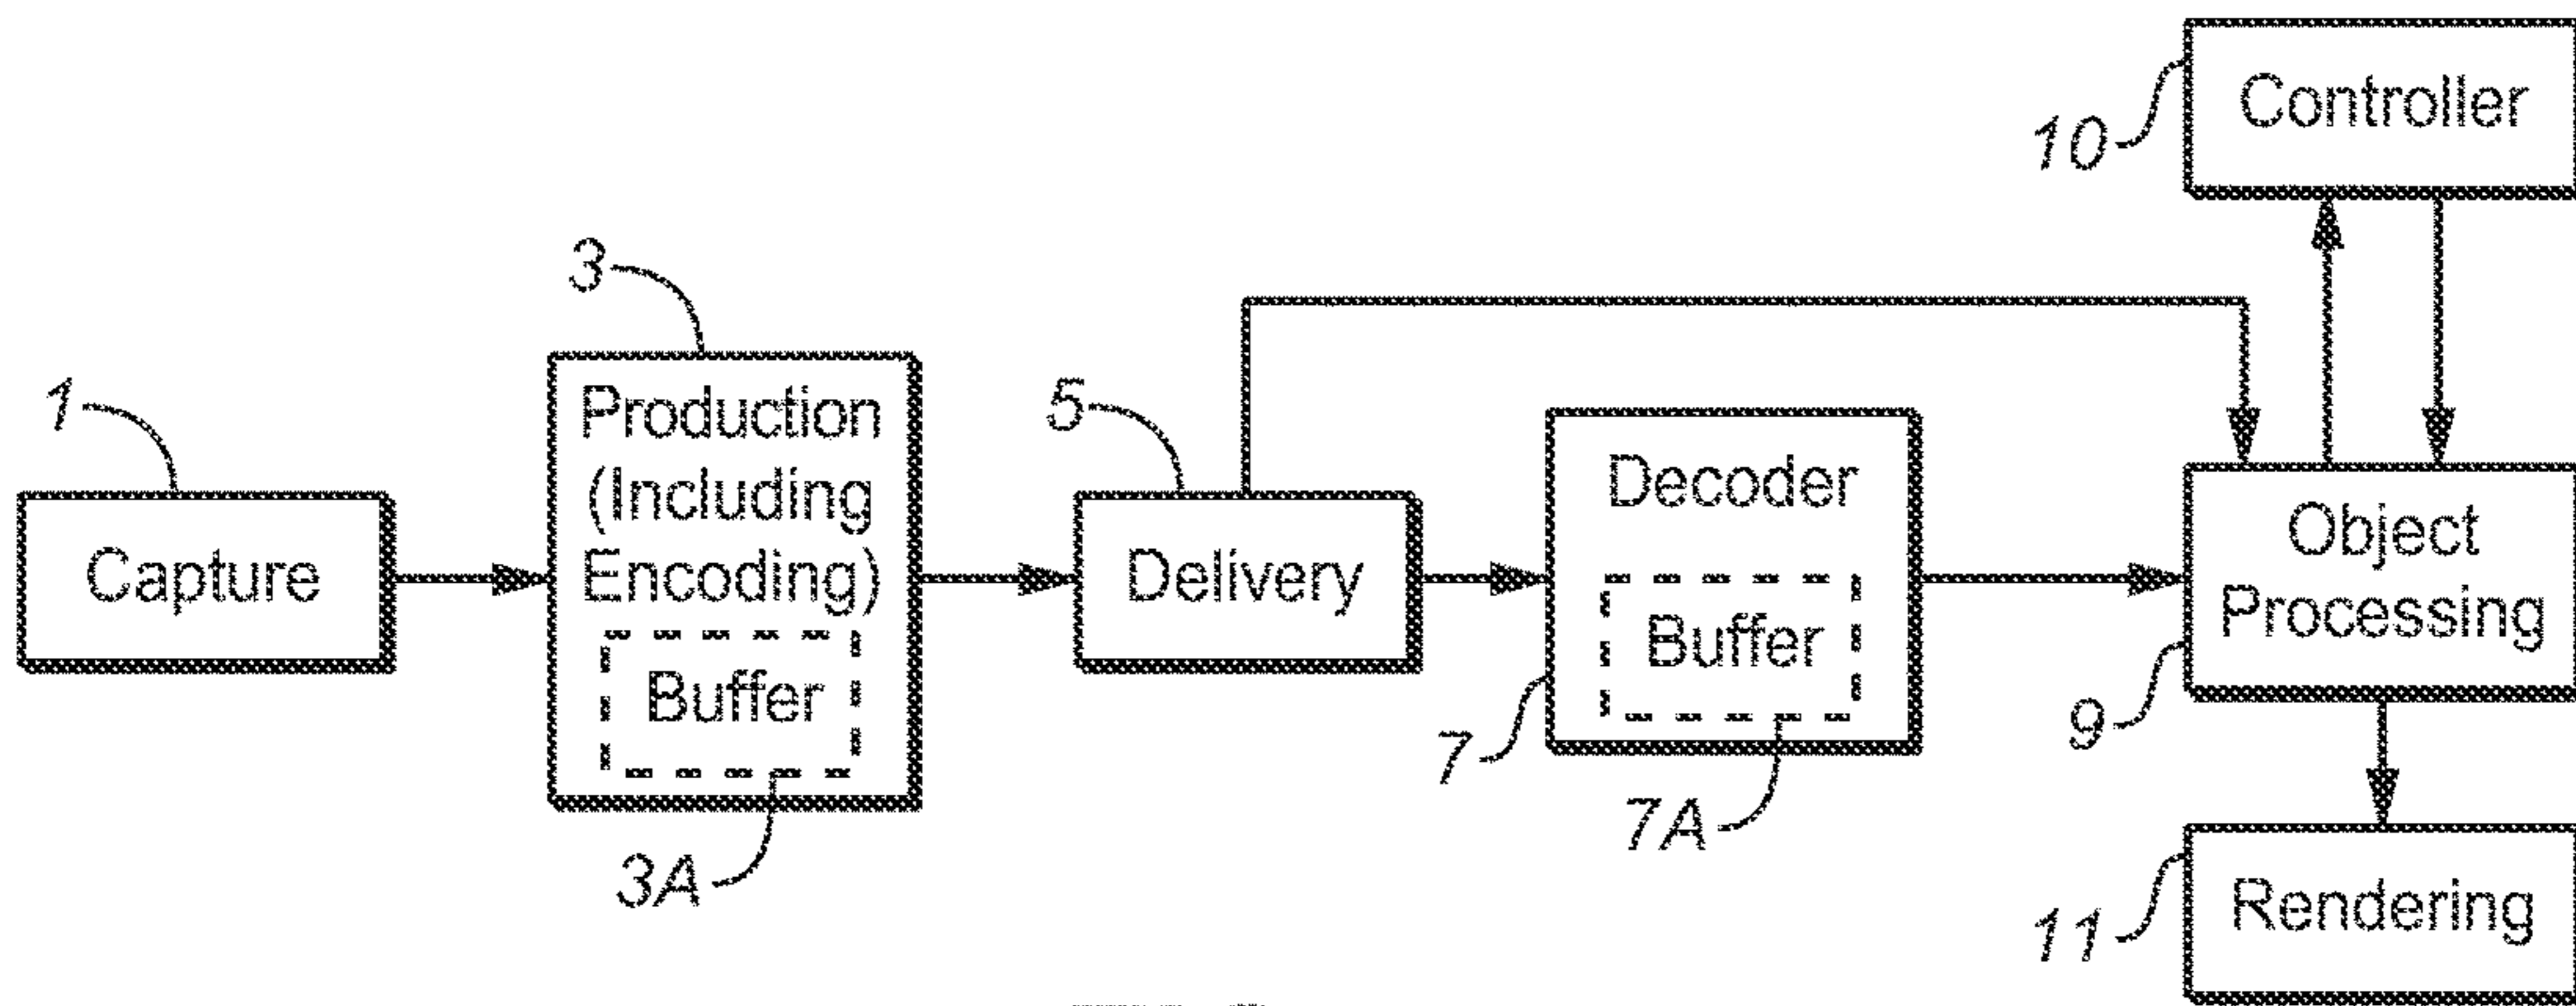 1
Capture
3
Production
(Including
Encoding)
Buffer
3A
5
Delivery
Decoder
Buffer
7
7A
10
Controller
Object
Processing
9
Rendering
11